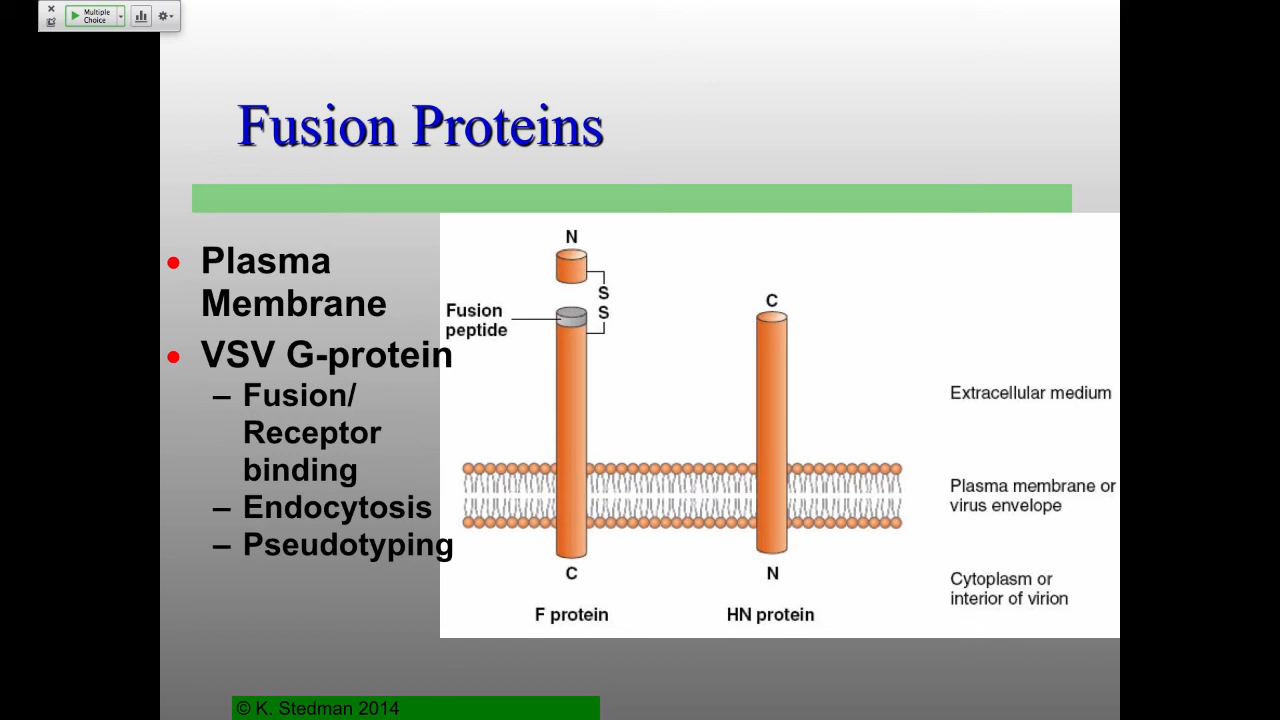 Multiple
Choice
Fusion Proteins
• Plasma
Membrane
• VSV G-protein
– Fusion/
Receptor
binding
– Endocytosis
– Pseudotyping
N
S
S
Fusion
peptide
C
F protein
C
N
HN protein
Extracellular medium
Plasma membrane or
virus envelope
Cytoplasm or
interior of virion
© K. Stedman 2014